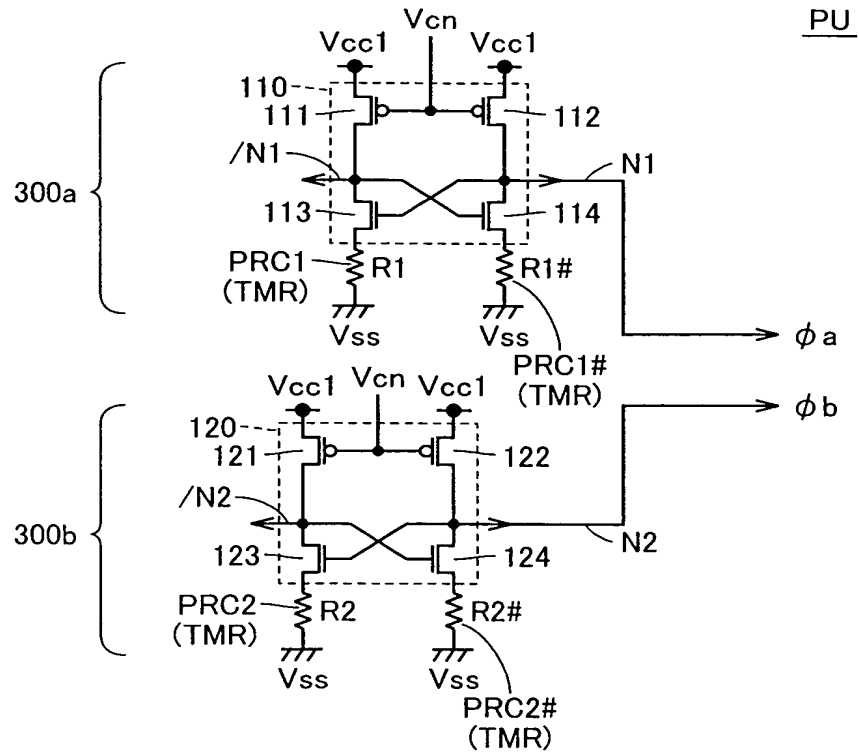 PU
Vcn
Vcc1 Vcc1
110
111 112
/N1 N1
300a
113 114
PRC1
(TMR)
R1 R1#
Vss Vss
PRC1#
(TMR)
φa
φb
Vcc1 Vcn Vcc1
120
121 122
/N2 N2
300b
123 124
PRC2
(TMR)
R2 R2#
Vss Vss
PRC2#
(TMR)